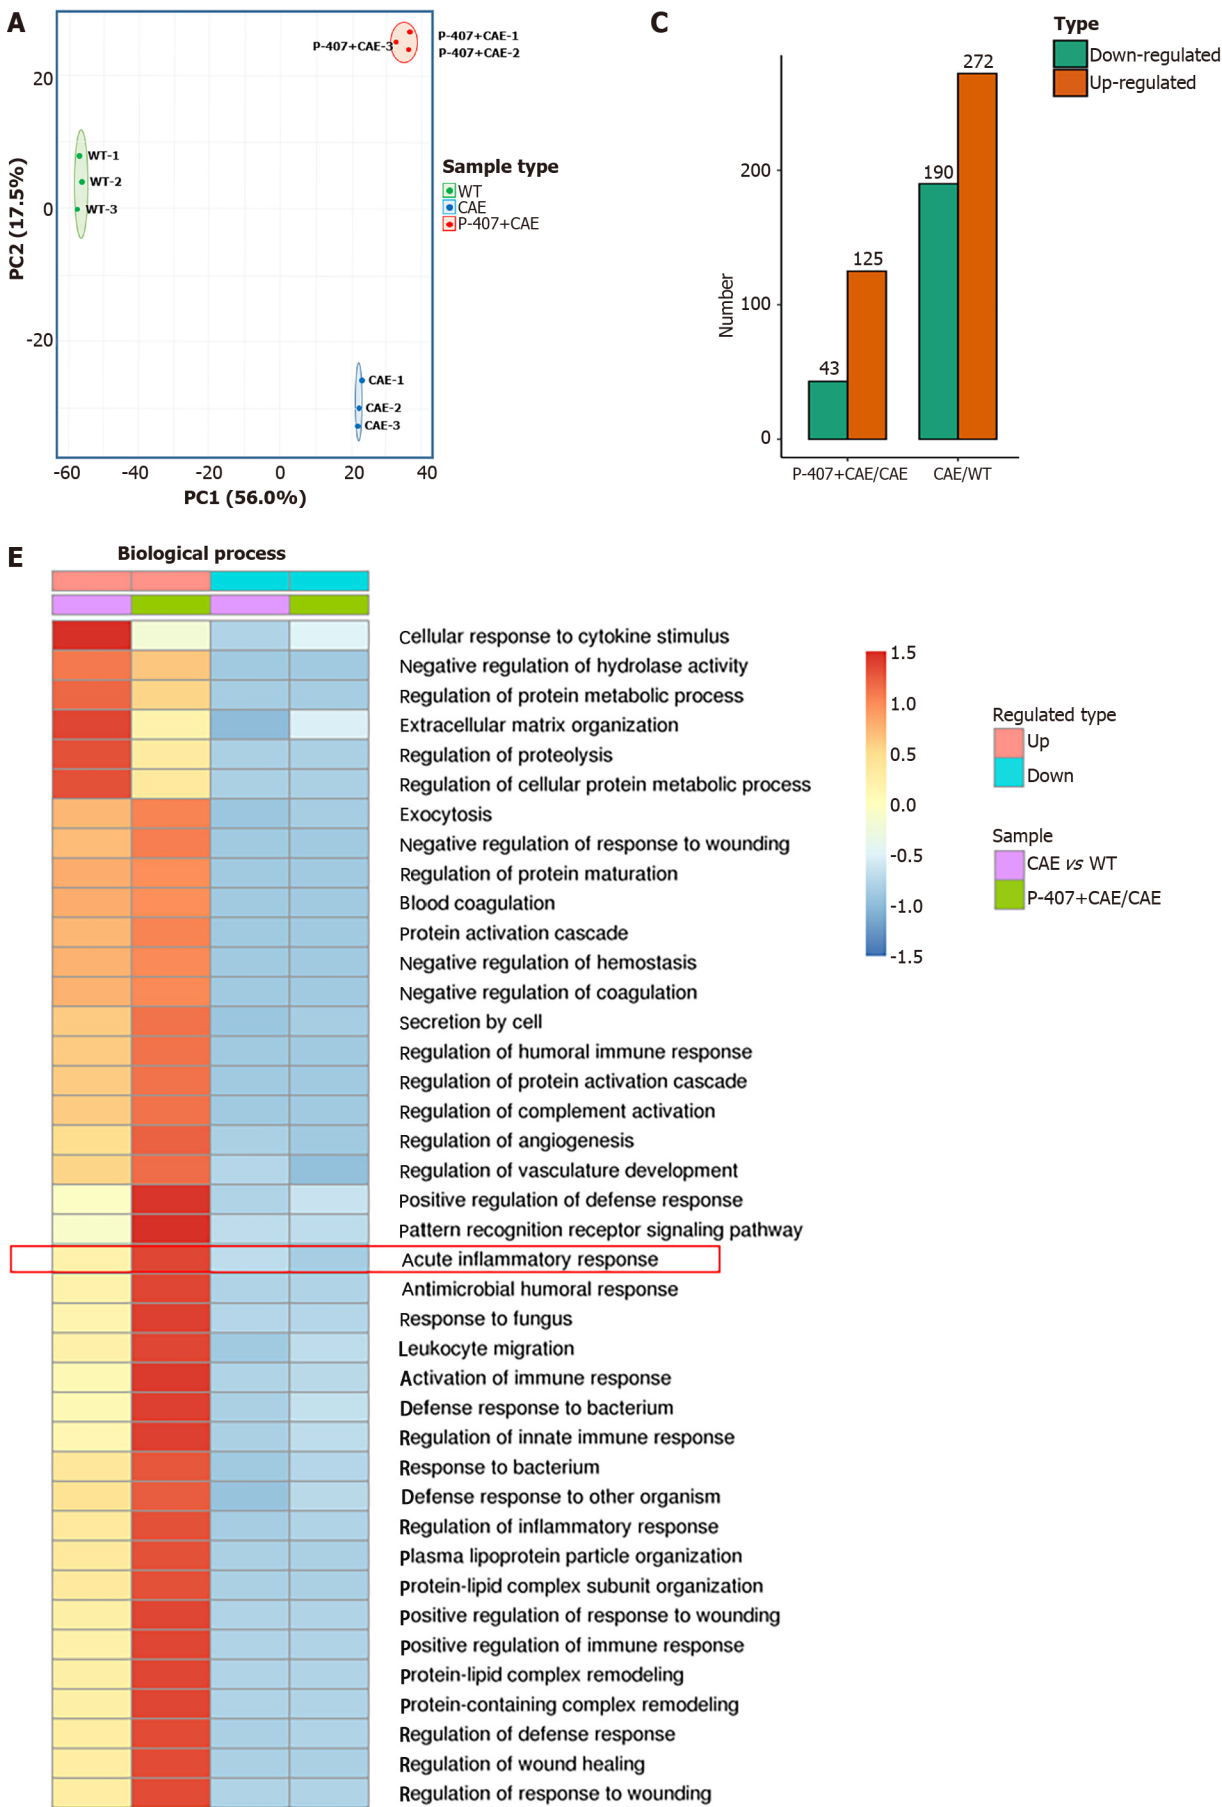 A
P-407+CAE-1
P-407+CAE-3
P-407+CAE-2
20
WT-1
WT-2
0
WT-3
PC2 (17.5%)
-20
CAE-1
CAE-2
CAE-3
-60 -40 -20 0 20 40
PC1 (56.0%)
Sample type
WT
CAE
P-407+CAE
C
Type
Down-regulated
Up-regulated
272
200
190
125
Number
100
43
0
P-407+CAE/CAE CAE/WT
E
Biological process
Cellular response to cytokine stimulus
Negative regulation of hydrolase activity
Regulation of protein metabolic process
Extracellular matrix organization
Regulation of proteolysis
Regulation of cellular protein metabolic process
Exocytosis
Negative regulation of response to wounding
Regulation of protein maturation
Blood coagulation
Protein activation cascade
Negative regulation of hemostasis
Negative regulation of coagulation
Secretion by cell
Regulation of humoral immune response
Regulation of protein activation cascade
Regulation of complement activation
Regulation of angiogenesis
Regulation of vasculature development
Positive regulation of defense response
Pattern recognition receptor signaling pathway
Acute inflammatory response
Antimicrobial humoral response
Response to fungus
Leukocyte migration
Activation of immune response
Defense response to bacterium
Regulation of innate immune response
Response to bacterium
Defense response to other organism
Regulation of inflammatory response
Plasma lipoprotein particle organization
Protein-lipid complex subunit organization
Positive regulation of response to wounding
Positive regulation of immune response
Protein-lipid complex remodeling
Protein-containing complex remodeling
Regulation of defense response
Regulation of wound healing
Regulation of response to wounding
1.5
1.0
0.5
0.0
-0.5
-1.0
-1.5
Regulated type
Up
Down
Sample
CAE vs WT
P-407+CAE/CAE